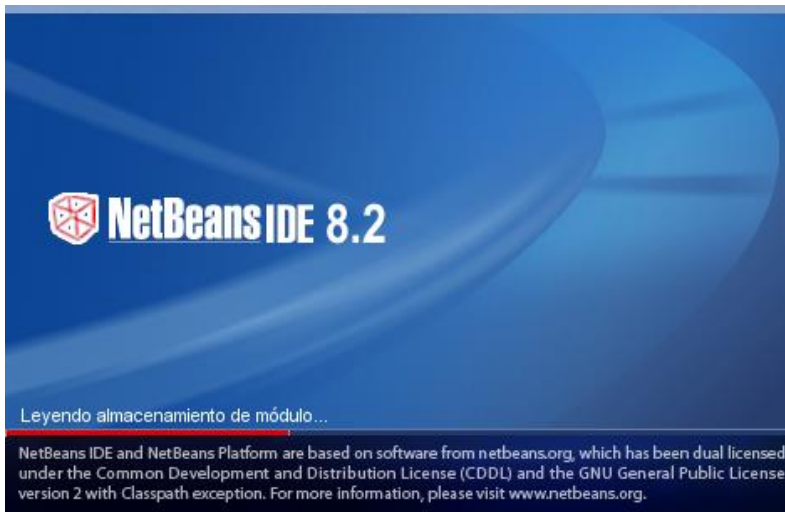 NetBeans IDE 8.2
Leyendo almacenamiento de módulo...
NetBeans IDE and NetBeans Platform are based on software from netbeans.org, which has been dual licensed
under the Common Development and Distribution License (CDDL) and the GNU General Public License
version 2 with Classpath exception. For more information, please visit www.netbeans.org.